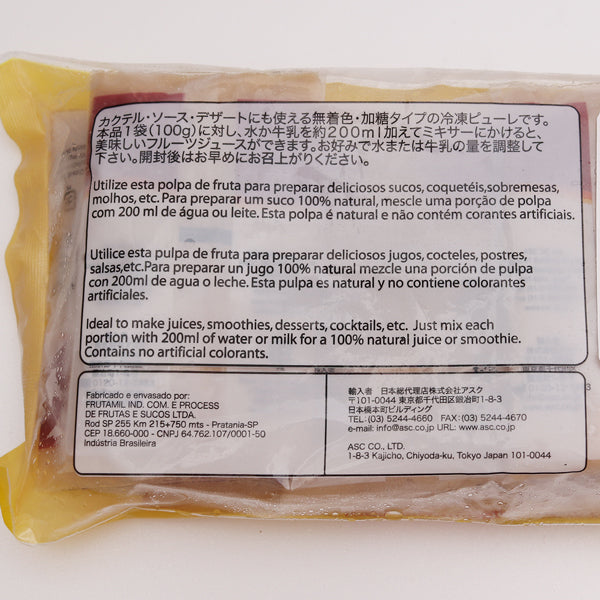 カクテル・ソース・デザートにも使える無着色・加糖タイプの冷凍ピューレです。
本品1袋(100g)に対し、水か牛乳を約200ml加えてミキサーにかけると、
美味しいフルーツジュースができます。お好みで水または牛乳の量を調整して
下さい。開封後はお早めにお召上がりください。
Utilize esta polpa de fruta para preparar deliciosos sucos,coquetéis,sobremesas,
molhos, etc. Para preparar um suco 100% natural, mescle uma porção de polpa
com 200 ml de água ou leite. Esta polpa é natural e não contém corantes artificiais.
Utilice esta pulpa de fruta para preparar deliciosos jugos, cocteles, postres,
salsas,etc.Para preparar un jugo 100% natural mezcle una porción de pulpa
con 200ml de agua o leche. Esta pulpa es natural y no contiene colorantes
artificiales.
Ideal to make juices, smoothies, desserts, cocktails, etc. Just mix each
portion with 200ml of water or milk for a 100% natural juice or smoothie.
Contains no artificial colorants.
Fabricado e envasado por:
FRUTAMIL IND. COM. E PROCESS
DE FRUTAS E SUCOS LTDA.
Rod SP 255 Km 215+750 mts - Pratania-SP
CEP 18.660-000 - CNPJ 64.762.107/0001-50
Indústria Brasileira
輸入者 日本総代理店株式会社アスク
〒101-0044 東京都千代田区鍛冶町1-8-3
日本橋本町ビルディング
TEL:(03) 5244-4660 FAX:(03) 5244-4670
e-mail: info@asc.co.jp URL: www.asc.co.jp
ASC CO., LTD.
1-8-3 Kajicho, Chiyoda-ku, Tokyo Japan 101-0044